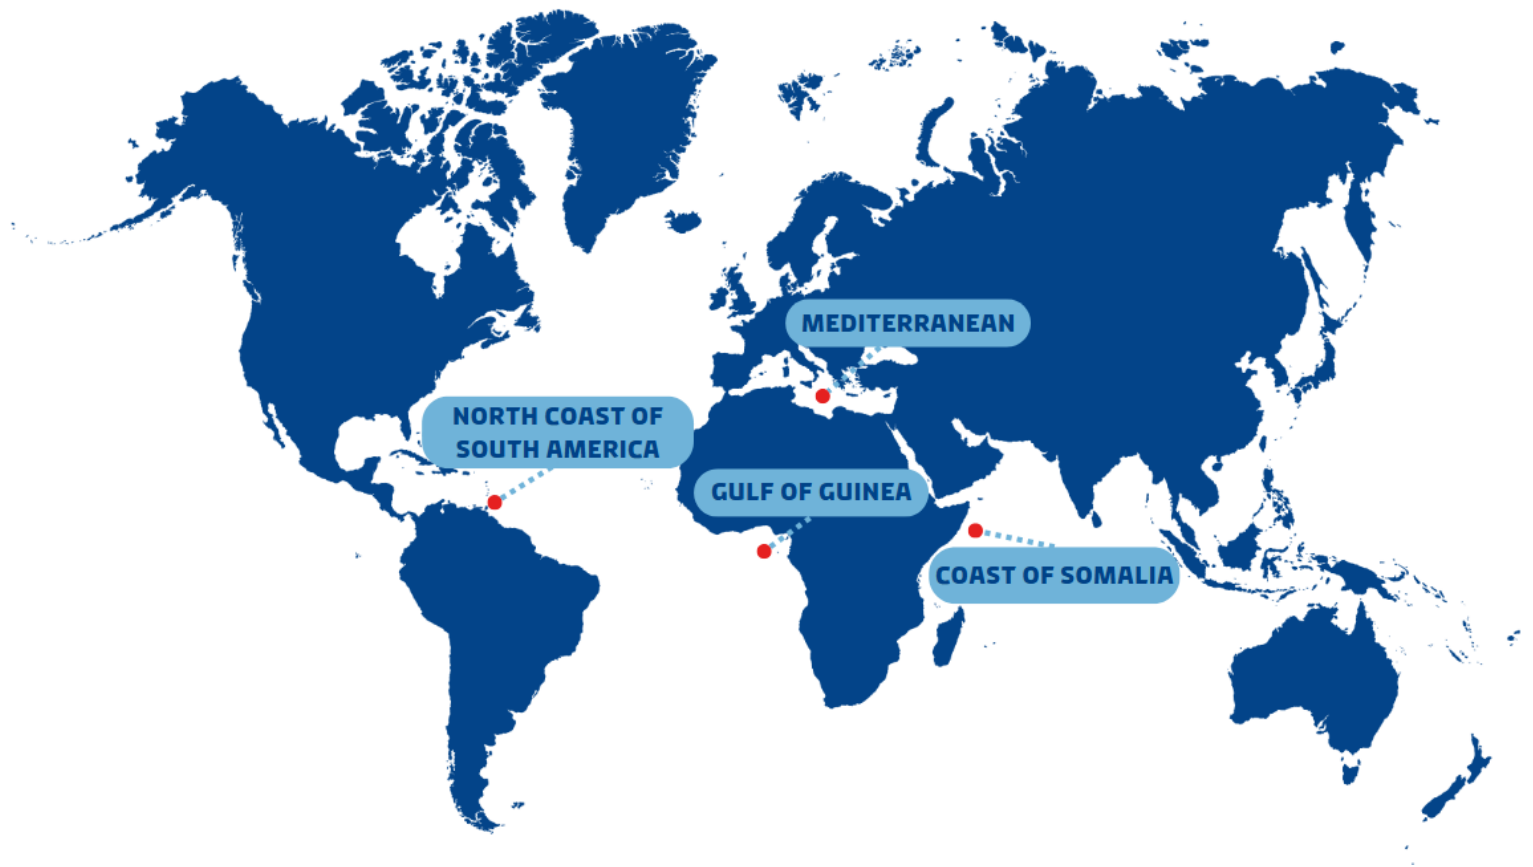 MEDITERRANEAN
NORTH COAST OF
SOUTH AMERICA
GULF OF GUINEA
COAST OF SOMALIA